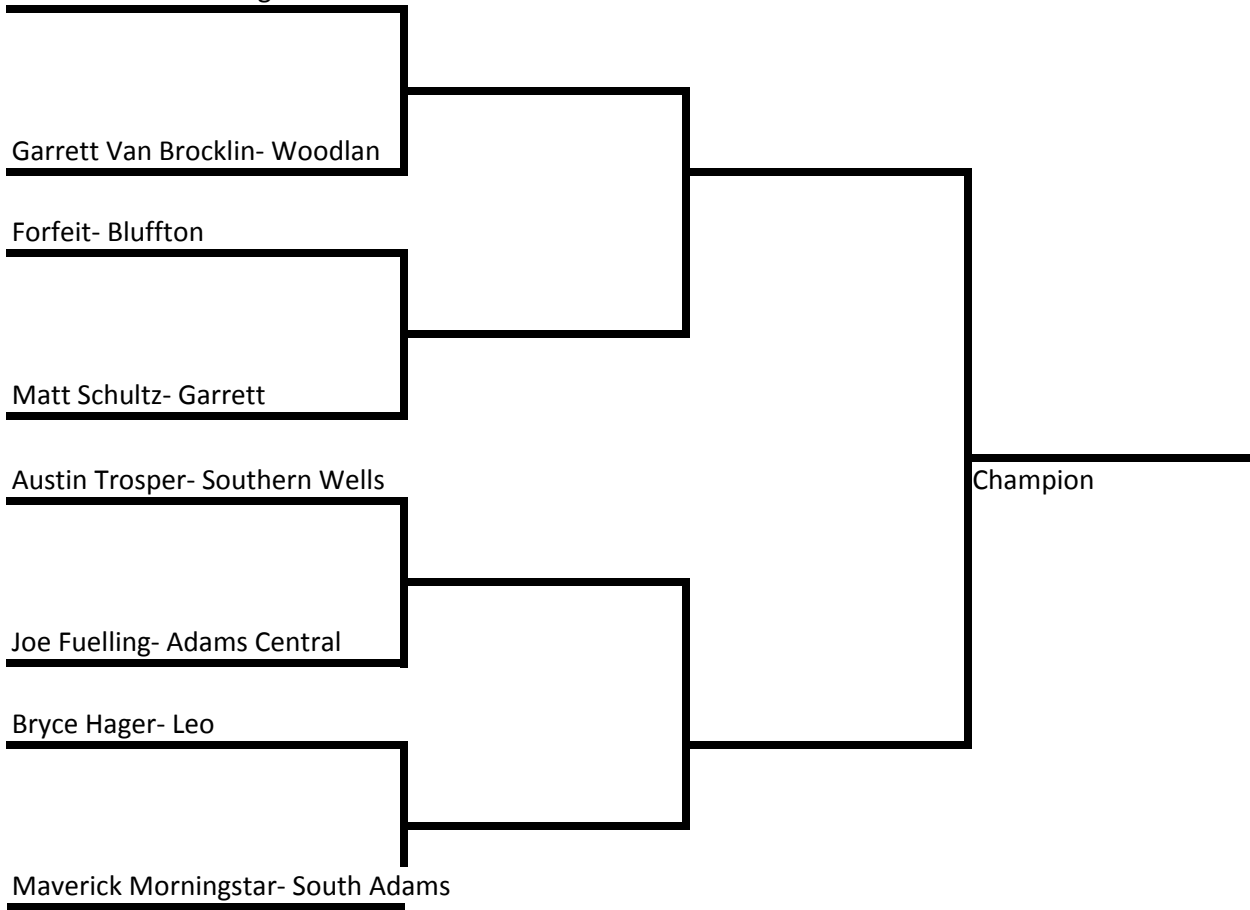 Garrett Van Brocklin- Woodlan
Forfeit- Bluffton
Matt Schultz- Garrett
Austin Trosper- Southern Wells
Champion
Joe Fuelling- Adams Central
Bryce Hager- Leo
Maverick Morningstar- South Adams